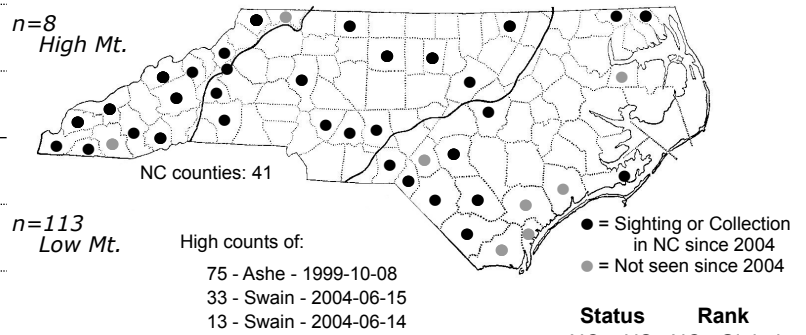 n=8
High Mt.
NC counties: 41
n=113
Low Mt.
High counts of:
75 - Ashe - 1999-10-08
33 - Swain - 2004-06-15
13 - Swain - 2004-06-14
= Sighting or Collection
in NC since 2004
= Not seen since 2004
Status Rank